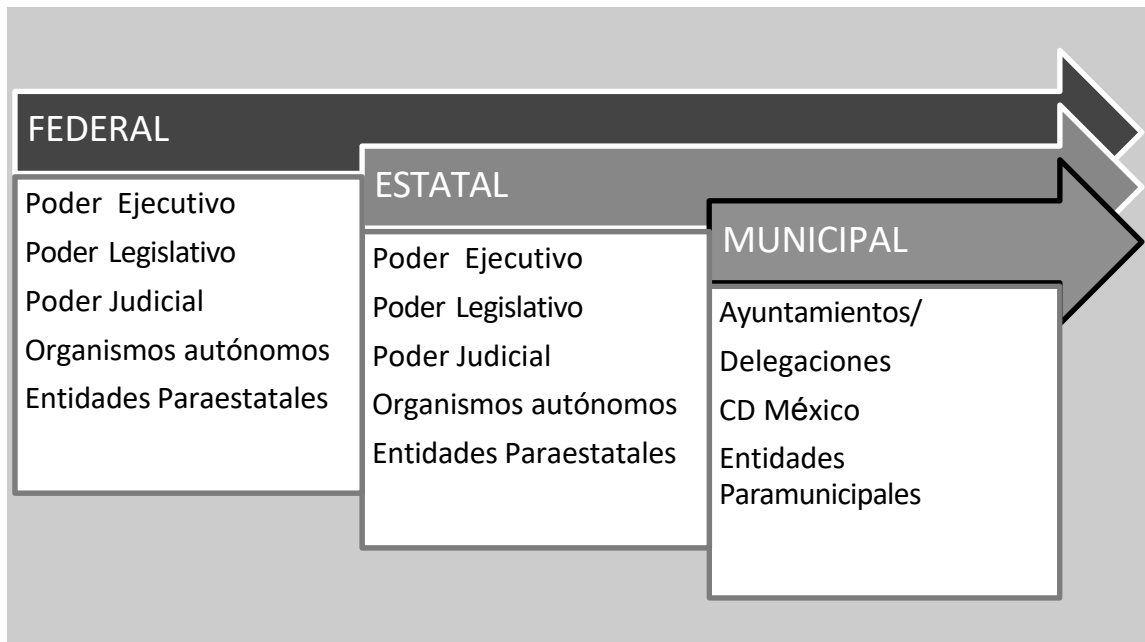 FEDERAL
Poder Ejecutivo
Poder Legislativo
Poder Judicial
Organismos autónomos
Entidades Paraestatales
ESTATAL
Poder Ejecutivo
Poder Legislativo
Poder Judicial
Organismos autónomos
Entidades Paraestatales
MUNICIPAL
Ayuntamientos/
Delegaciones
CD México
Entidades
Paramunicipales